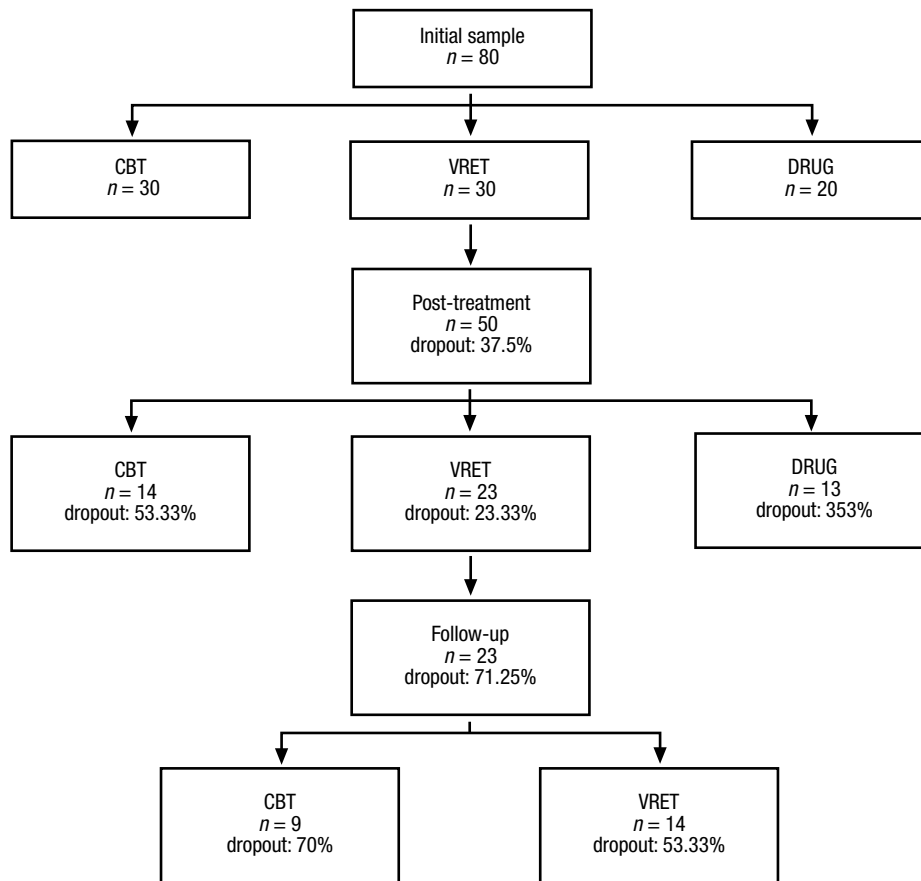 Initial sample
n = 80
CBT
n = 30
VRET
n = 30
DRUG
n = 20
Post-treatment
n = 50
dropout: 37.5%
CBT
n = 14
dropout: 53.33%
VRET
n = 23
dropout: 23.33%
DRUG
n = 13
dropout: 353%
Follow-up
n = 23
dropout: 71.25%
CBT
n = 9
dropout: 70%
VRET
n = 14
dropout: 53.33%